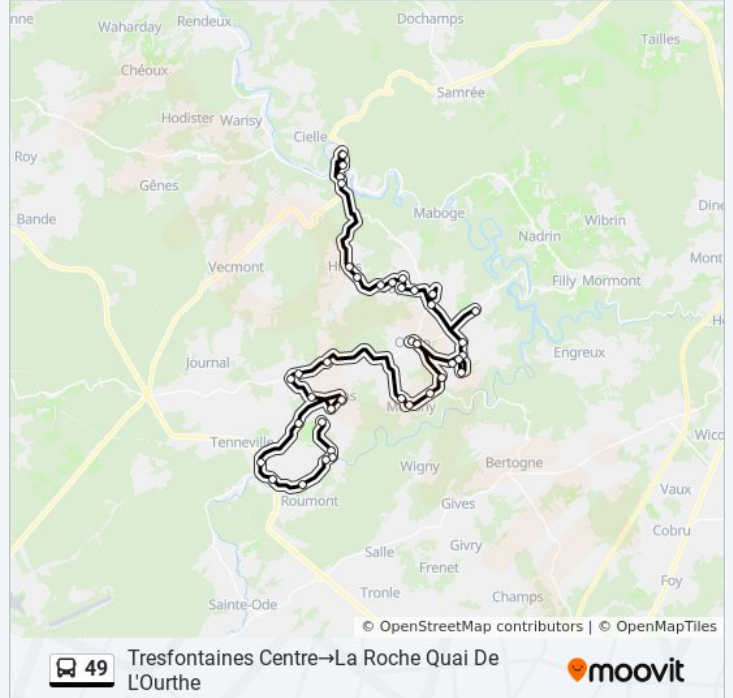 Dochamps
nne
Waharday
Rendeux
Tailles
Chéoux
Samrée
Hodister
Warisy
Cielle
Roy
Gênes
Maboge
Dine
Bande
Wibrin
Nadrin
Mont
Vecmont
Filly
Mormont
Engreux
Journal
Tenneville
Wico
Wigny
Bertogne
Vaux
Roumont
Gives
Cobru
Givry
Salle
Frenet
Foy
Tronle
Champs
Sainte-Ode
© OpenStreetMap contributors | © OpenMapTiles
49
Tresfontaines Centre→La Roche Quai De
L'Ourthe
moovit